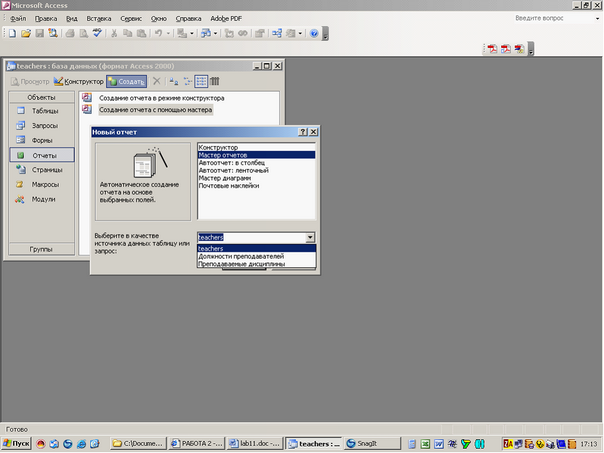 Microsoft Access
Файл Правка Вид Вставка Сервис Окно Справка Adobe PDF
Введите вопрос
teachers : база данных (формат Access 2000)
Просмотр Конструктор Создать
Объекты
Таблицы
Запросы
Формы
Отчеты
Страницы
Макросы
Модули
Группы
Создание отчета в режиме конструктора
Создание отчета с помощью мастера
Новый отчет
Автоматическое создание
отчета на основе
выбранных полей.
Конструктор
Мастер отчетов
Автоотчет: в столбец
Автоотчет: ленточный
Мастер диаграмм
Почтовые наклейки
Выберите в качестве
источника данных таблицу или
запрос:
teachers
teachers
Должности преподавателей
Преподаваемые дисциплины
Готово
Пуск
C:\Docume...
РАБОТА 2 -...
lab11.doc -...
teachers : ...
SnagIt
17:13